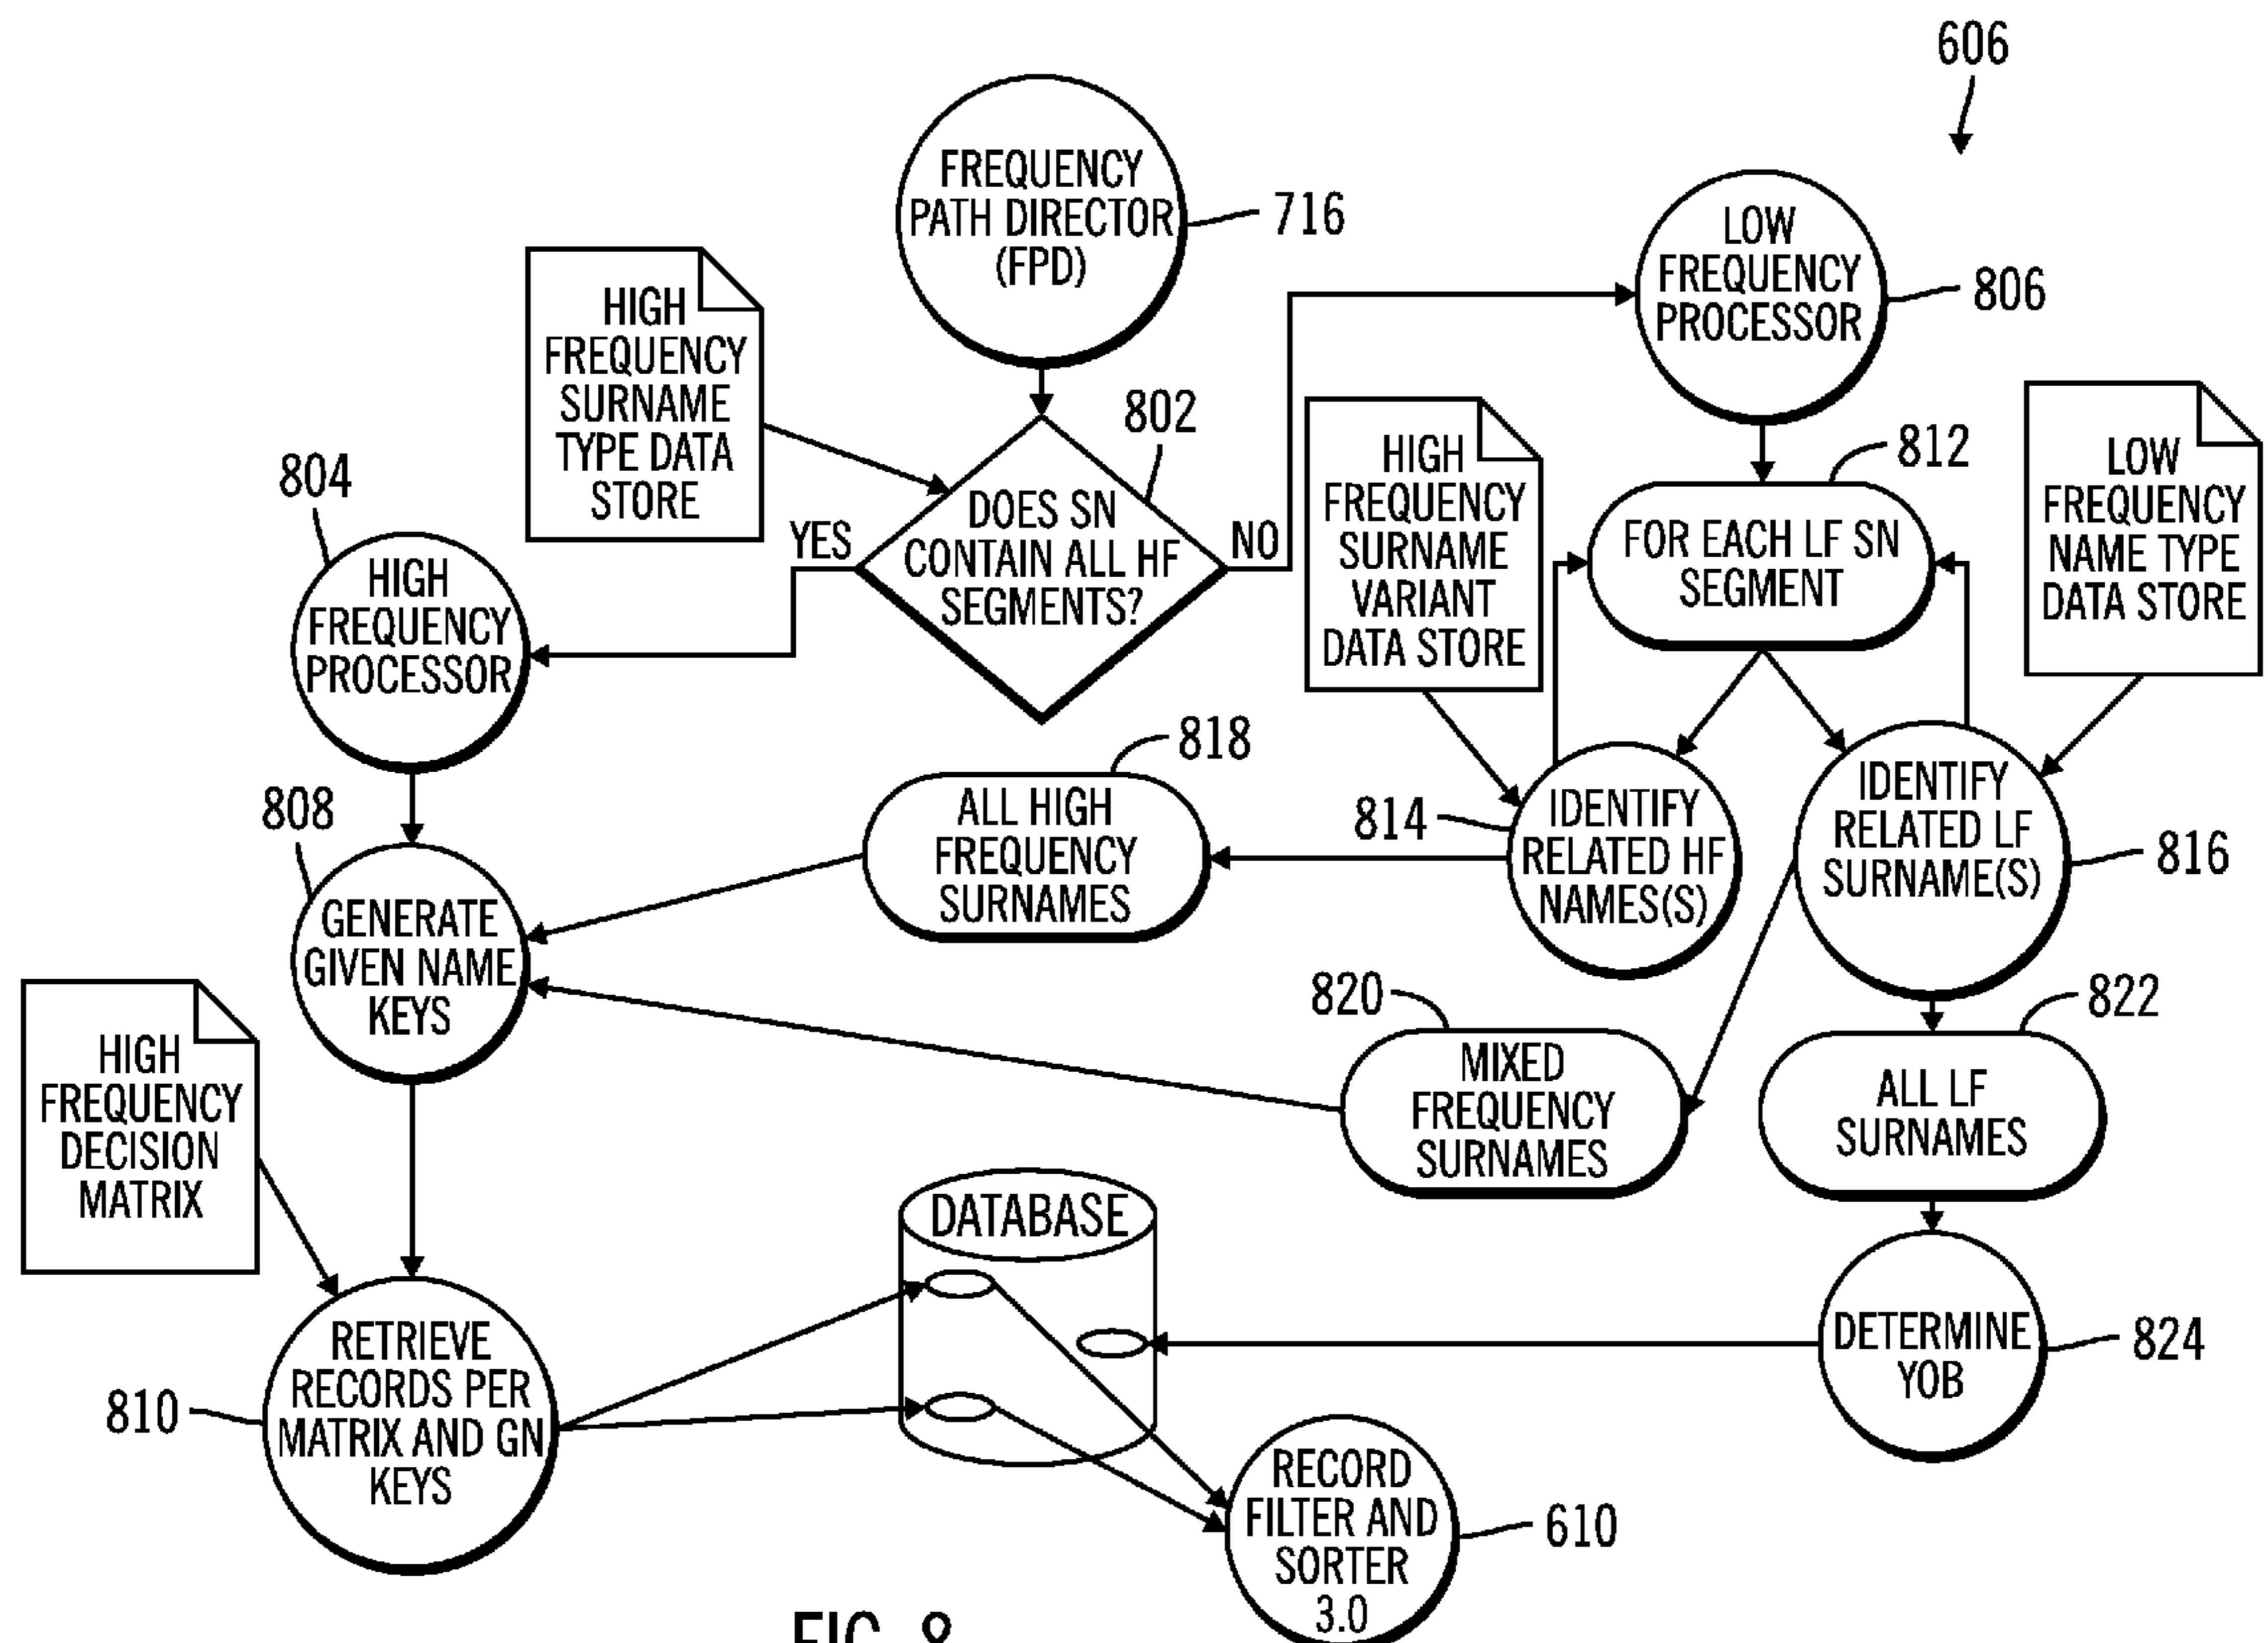 606
FREQUENCY
PATH DIRECTOR
(FPD)
716
LOW
FREQUENCY
PROCESSOR
806
HIGH
FREQUENCY
SURNAME
TYPE DATA
STORE
802
DOES SN
CONTAIN ALL HF
SEGMENTS?
YES
NO
804
HIGH
FREQUENCY
PROCESSOR
HIGH
FREQUENCY
SURNAME
VARIANT
DATA STORE
812
FOR EACH LF SN
SEGMENT
LOW
FREQUENCY
NAME TYPE
DATA STORE
818
ALL HIGH
FREQUENCY
SURNAMES
814
IDENTIFY
RELATED HF
NAMES(S)
IDENTIFY
RELATED LF
SURNAME(S)
816
808
GENERATE
GIVEN NAME
KEYS
820
MIXED
FREQUENCY
SURNAMES
822
ALL LF
SURNAMES
HIGH
FREQUENCY
DECISION
MATRIX
DATABASE
810
RETRIEVE
RECORDS PER
MATRIX AND GN
KEYS
DETERMINE
YOB
824
RECORD
FILTER AND
SORTER
3.0
610
FIG. 8